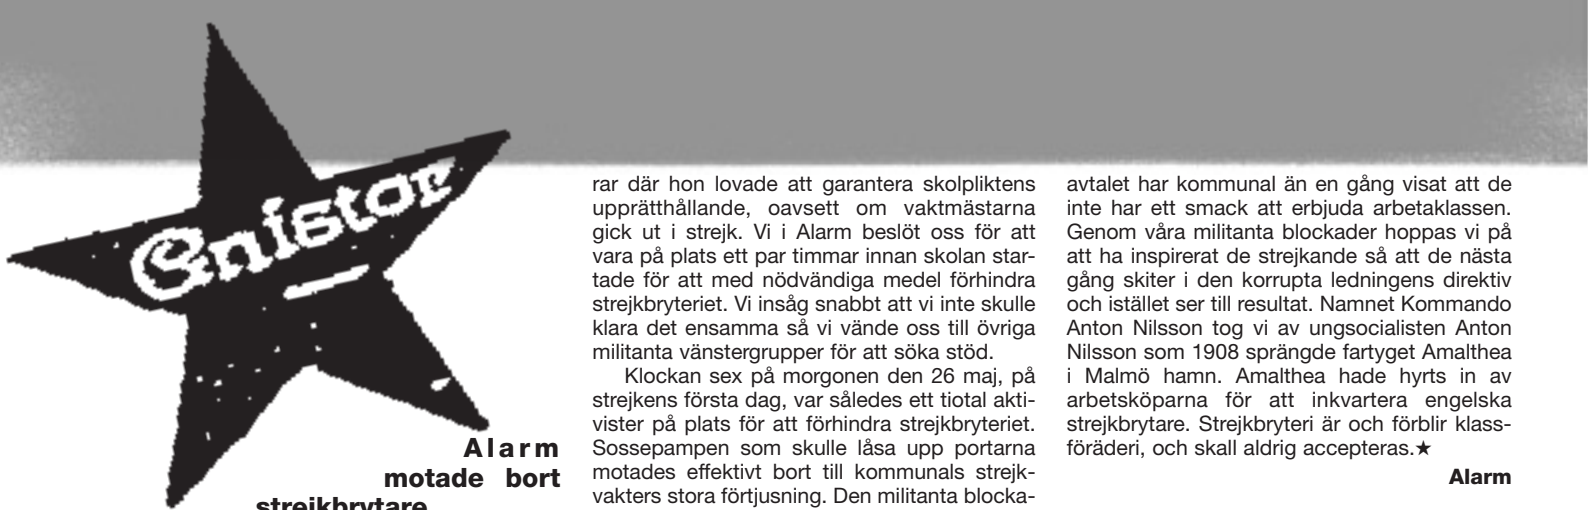 Gnistor
Alarm
motade bort
strejkbrytare
rar där hon lovade att garantera skolpliktens
upprätthållande, oavsett om vaktmästarna
gick ut i strejk. Vi i Alarm beslöt oss för att
vara på plats ett par timmar innan skolan star-
tade för att med nödvändiga medel förhindra
strejkbryteriet. Vi insåg snabbt att vi inte skulle
klara det ensamma så vi vände oss till övriga
militanta vänstergrupper för att söka stöd.
Klockan sex på morgonen den 26 maj, på
strejkens första dag, var således ett tiotal akti-
vister på plats för att förhindra strejkbryteriet.
Sossepampen som skulle låsa upp portarna
motades effektivt bort till kommunals strejk-
vakters stora förtjusning. Den militanta blocka-
avtalet har kommunal än en gång visat att de
inte har ett smack att erbjuda arbetaklassen.
Genom våra militanta blockader hoppas vi på
att ha inspirerat de strejkande så att de nästa
gång skiter i den korrupta ledningens direktiv
och istället ser till resultat. Namnet Kommando
Anton Nilsson tog vi av ungsocialisten Anton
Nilsson som 1908 sprängde fartyget Amalthea
i Malmö hamn. Amalthea hade hyrts in av
arbetsköparna för att inkvartera engelska
strejkbrytare. Strejkbryteri är och förblir klass-
föräderi, och skall aldrig accepteras.★
Alarm